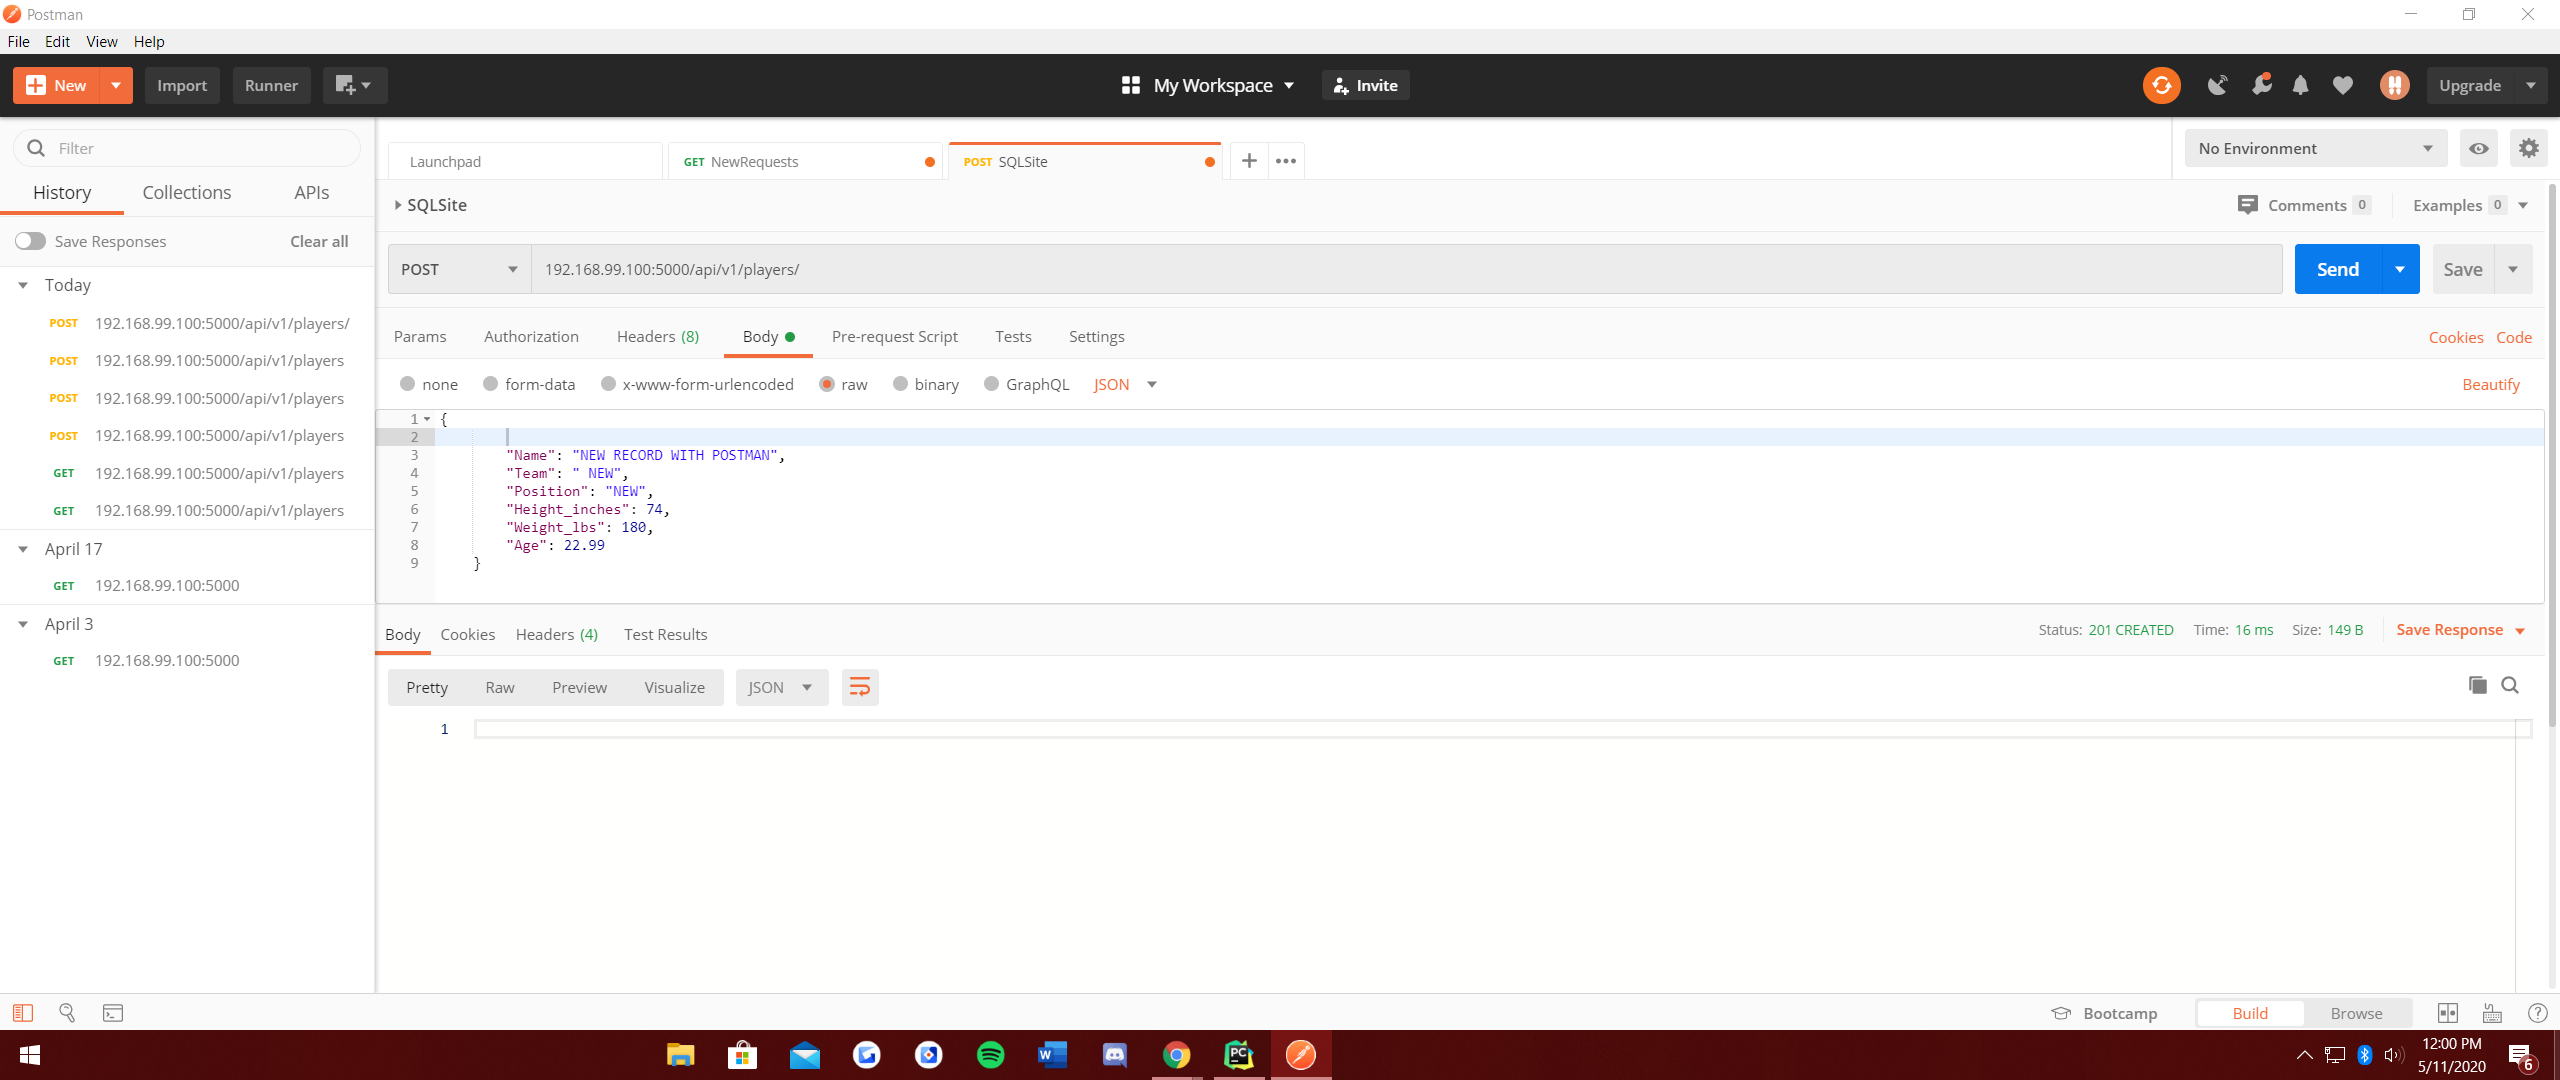 Postman
File Edit View Help
New Import Runner My Workspace Invite Upgrade
Filter
History Collections APIs
Save Responses Clear all
Today
POST 192.168.99.100:5000/api/v1/players/
POST 192.168.99.100:5000/api/v1/players
POST 192.168.99.100:5000/api/v1/players
POST 192.168.99.100:5000/api/v1/players
GET 192.168.99.100:5000/api/v1/players
GET 192.168.99.100:5000/api/v1/players
April 17
GET 192.168.99.100:5000
April 3
GET 192.168.99.100:5000
Launchpad GET NewRequests POST SQLSite No Environment
SQLSite Comments 0 Examples 0
POST 192.168.99.100:5000/api/v1/players/ Send Save
Params Authorization Headers (8) Body Pre-request Script Tests Settings Cookies Code
none form-data x-www-form-urlencoded raw binary GraphQL JSON Beautify
1 {
2
3 "Name": "NEW RECORD WITH POSTMAN",
4 "Team": " NEW",
5 "Position": "NEW",
6 "Height_inches": 74,
7 "Weight_lbs": 180,
8 "Age": 22.99
9 }
Body Cookies Headers (4) Test Results Status: 201 CREATED Time: 16 ms Size: 149 B Save Response
Pretty Raw Preview Visualize JSON
1
Bootcamp Build Browse
W PC
12:00 PM
5/11/2020
6